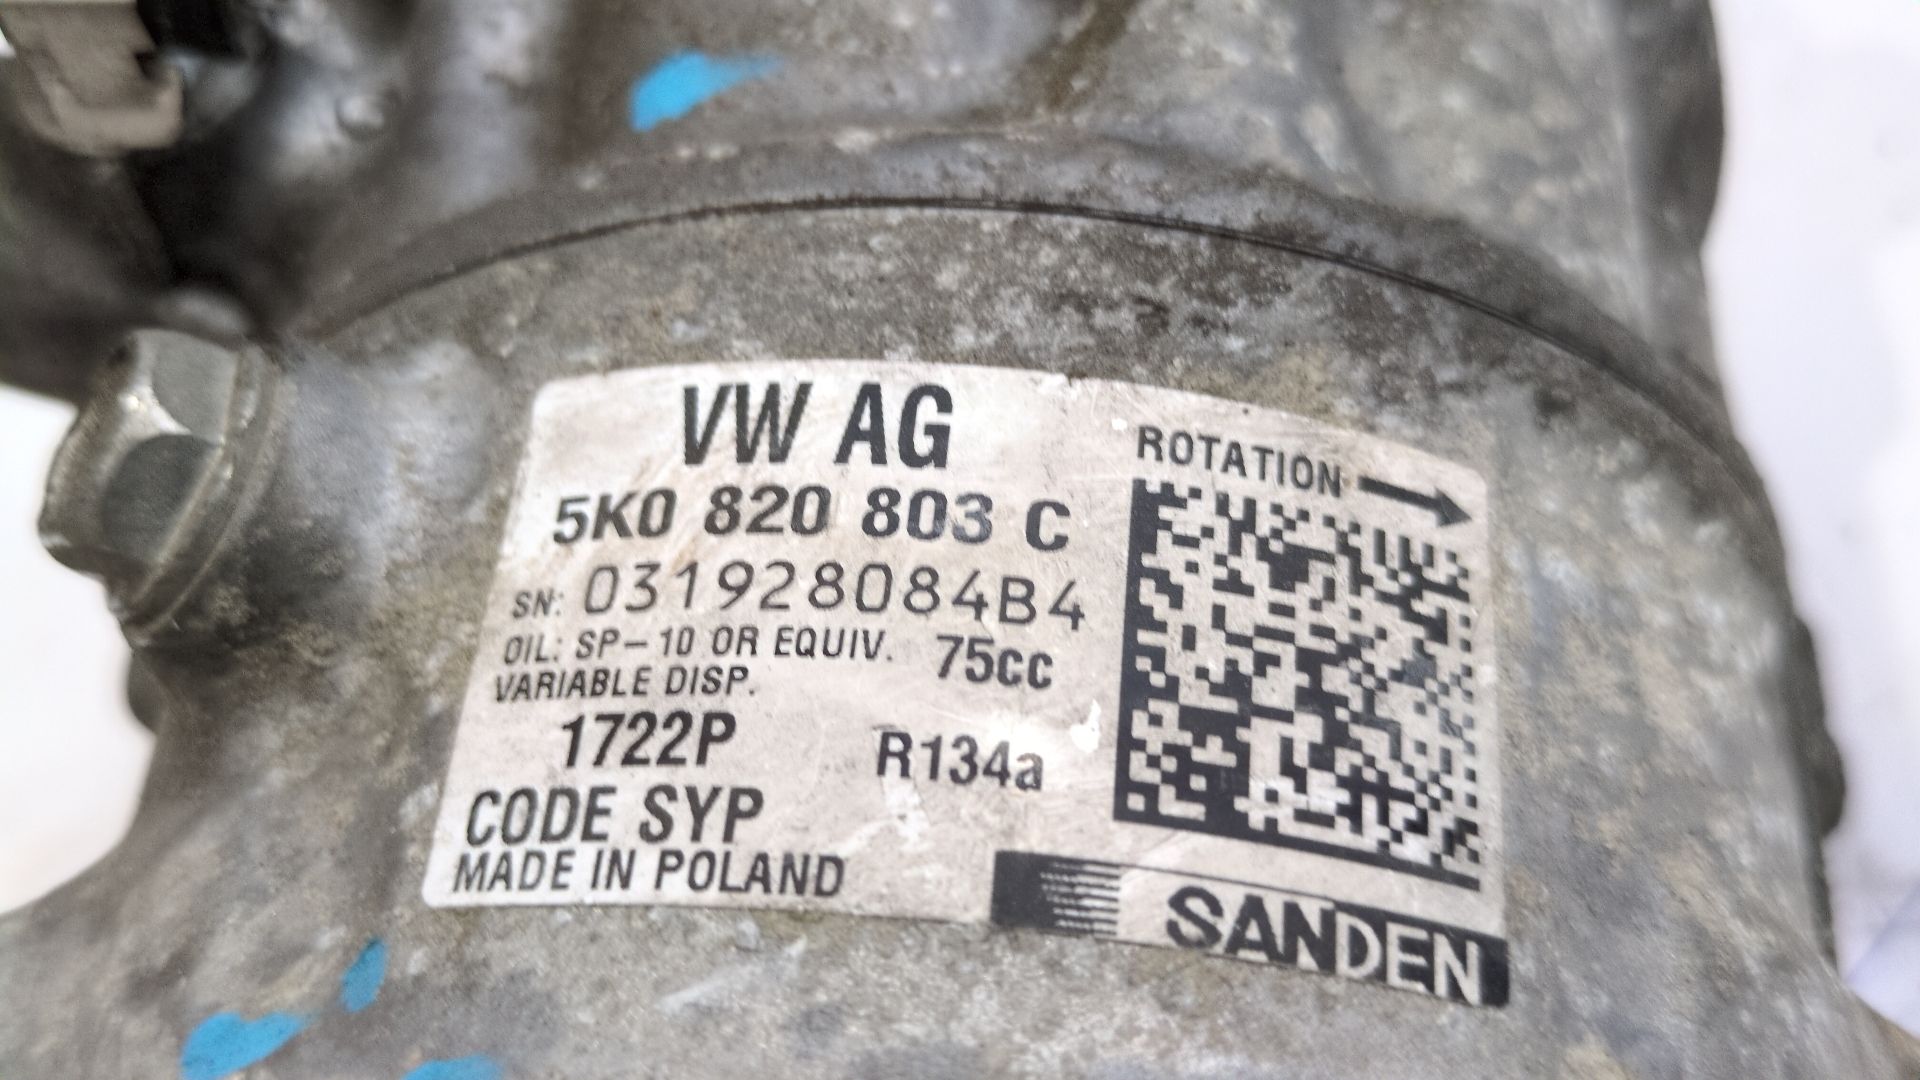 VW AG
ROTATION
5K0 820 803 C
SN: 031928084B4
OIL: SP-10 OR EQUIV. 75cc
VARIABLE DISP.
1722P R134a
CODE SYP
MADE IN POLAND
SANDEN